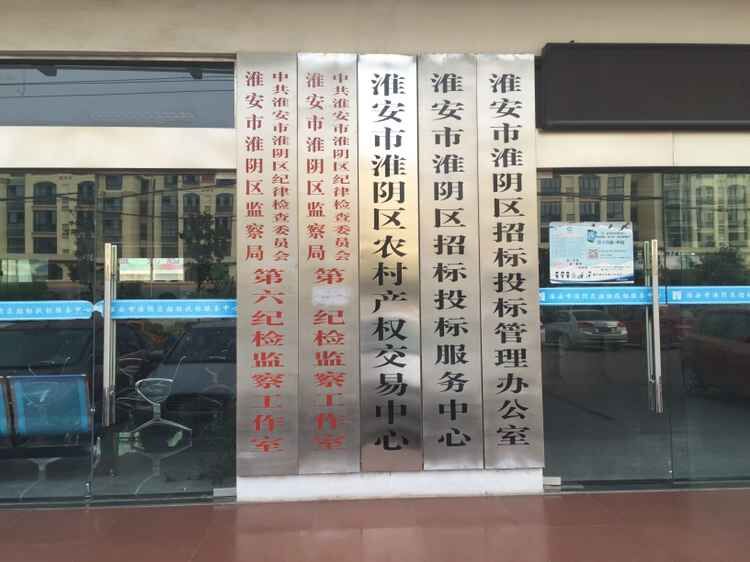 中共淮安市淮阴区纪律检查委员会
淮安市淮阴区监察局
第六纪检监察工作室
中共淮安市淮阴区纪律检查委员会
淮安市淮阴区监察局
第 纪检监察工作室
淮安市淮阴区农村产权交易中心
淮安市淮阴区招标投标服务中心
淮安市淮阴区招标投标管理办公室